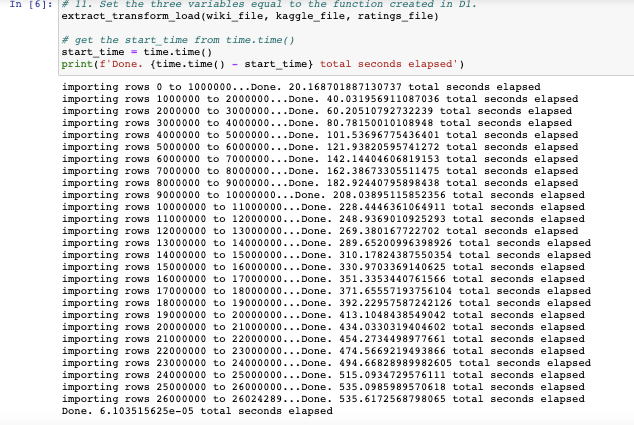 In [6]: # 11. Set the three variables equal to the function created in D1.
extract_transform_load(wiki_file, kaggle_file, ratings_file)
# get the start_time from time.time()
start_time = time.time()
print(f'Done. {time.time() - start_time} total seconds elapsed')
importing rows 0 to 1000000...Done. 20.168701887130737 total seconds elapsed
importing rows 1000000 to 2000000...Done. 40.031956911087036 total seconds elapsed
importing rows 2000000 to 3000000...Done. 60.20510792732239 total seconds elapsed
importing rows 3000000 to 4000000...Done. 80.78150010108948 total seconds elapsed
importing rows 4000000 to 5000000...Done. 101.53696775436401 total seconds elapsed
importing rows 5000000 to 6000000...Done. 121.93820595741272 total seconds elapsed
importing rows 6000000 to 7000000...Done. 142.14404606819153 total seconds elapsed
importing rows 7000000 to 8000000...Done. 162.38673305511475 total seconds elapsed
importing rows 8000000 to 9000000...Done. 182.92440795898438 total seconds elapsed
importing rows 9000000 to 10000000...Done. 208.03895115852356 total seconds elapsed
importing rows 10000000 to 11000000...Done. 228.4446361064911 total seconds elapsed
importing rows 11000000 to 12000000...Done. 248.9369010925293 total seconds elapsed
importing rows 12000000 to 13000000...Done. 269.380167722702 total seconds elapsed
importing rows 13000000 to 14000000...Done. 289.65200996398926 total seconds elapsed
importing rows 14000000 to 15000000...Done. 310.17824387550354 total seconds elapsed
importing rows 15000000 to 16000000...Done. 330.9703369140625 total seconds elapsed
importing rows 16000000 to 17000000...Done. 351.3353440761566 total seconds elapsed
importing rows 17000000 to 18000000...Done. 371.65557193756104 total seconds elapsed
importing rows 18000000 to 19000000...Done. 392.22957587242126 total seconds elapsed
importing rows 19000000 to 20000000...Done. 413.1048438549042 total seconds elapsed
importing rows 20000000 to 21000000...Done. 434.0330319404602 total seconds elapsed
importing rows 21000000 to 22000000...Done. 454.2734498977661 total seconds elapsed
importing rows 22000000 to 23000000...Done. 474.5669219493866 total seconds elapsed
importing rows 23000000 to 24000000...Done. 494.66828989982605 total seconds elapsed
importing rows 24000000 to 25000000...Done. 515.0934729576111 total seconds elapsed
importing rows 25000000 to 26000000...Done. 535.0985989570618 total seconds elapsed
importing rows 26000000 to 26024289...Done. 535.6172568798065 total seconds elapsed
Done. 6.103515625e-05 total seconds elapsed